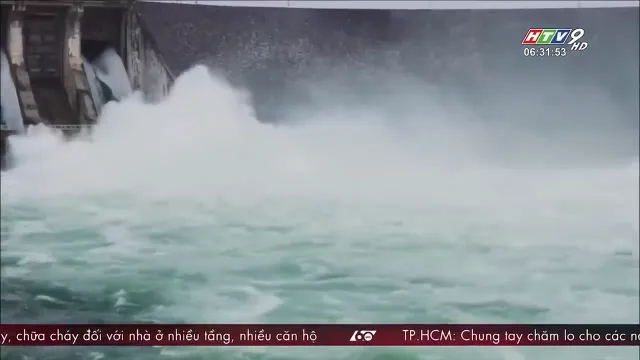 HTV9 HD
06:31:53
y, chữa cháy đối với nhà ở nhiều tầng, nhiều căn hộ 60 TP.HCM: Chung tay chăm lo cho các n